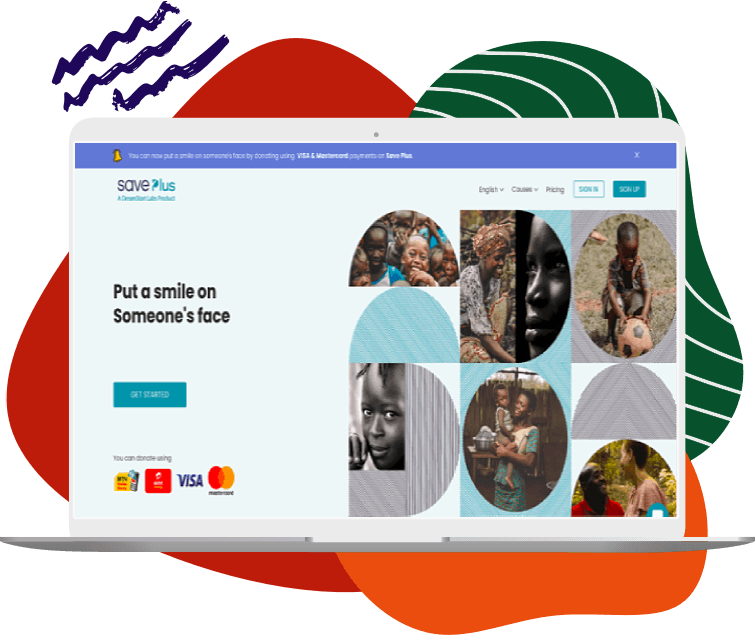 You can now put a smile on someone's face by donating using VISA & Mastercard payments on Save Plus. X
save Plus
A DesenStart Labs Product
English Causes Pricing SIGN IN SIGN UP
Put a smile on
Someone's face
GET STARTED
You can donate using
MTN VISA
mastercard